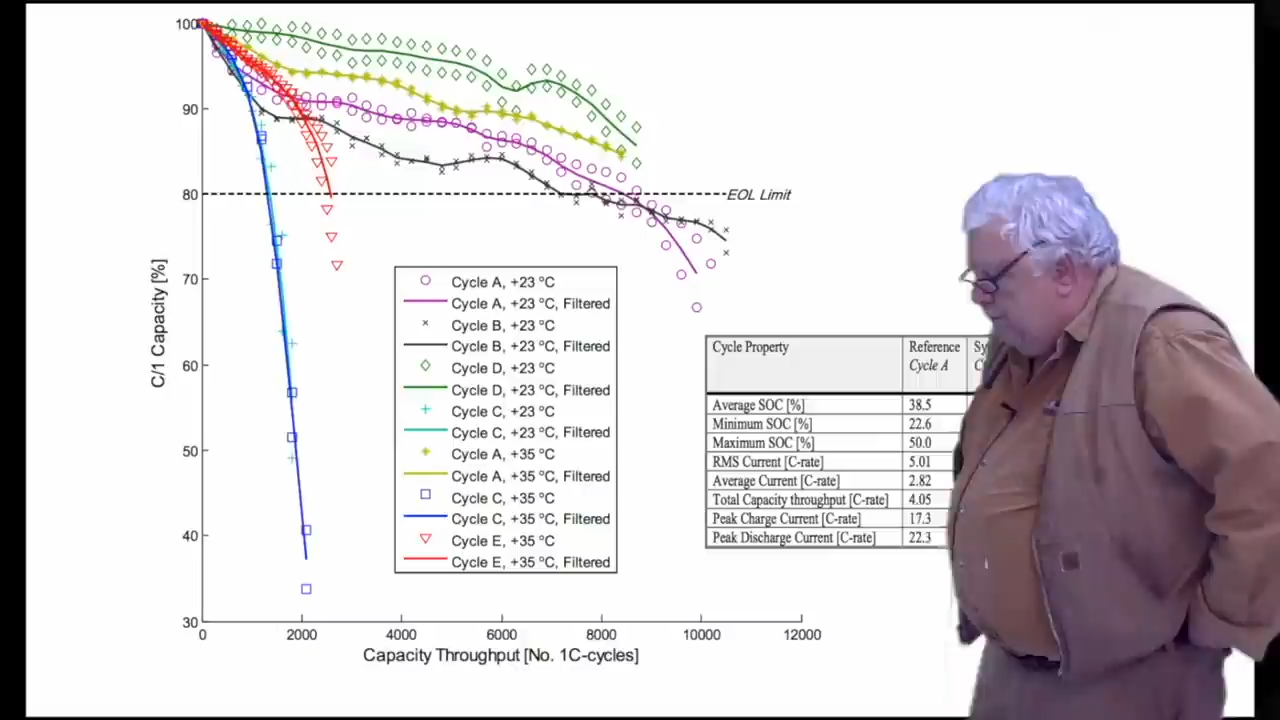 100
90
80
70
60
50
40
30
0
2000
4000
6000
8000
10000
12000
C/1 Capacity [%]
Capacity Throughput [No. 1C-cycles]
EOL Limit
Cycle A, +23 °C
Cycle A, +23 °C, Filtered
Cycle B, +23 °C
Cycle B, +23 °C, Filtered
Cycle D, +23 °C
Cycle D, +23 °C, Filtered
Cycle C, +23 °C
Cycle C, +23 °C, Filtered
Cycle A, +35 °C
Cycle A, +35 °C, Filtered
Cycle C, +35 °C
Cycle C, +35 °C, Filtered
Cycle E, +35 °C
Cycle E, +35 °C, Filtered
Cycle Property Reference
Cycle A
Average SOC [%] 38.5
Minimum SOC [%] 22.6
Maximum SOC [%] 50.0
RMS Current [C-rate] 5.01
Average Current [C-rate] 2.82
Total Capacity throughput [C-rate] 4.05
Peak Charge Current [C-rate] 17.3
Peak Discharge Current [C-rate] 22.3